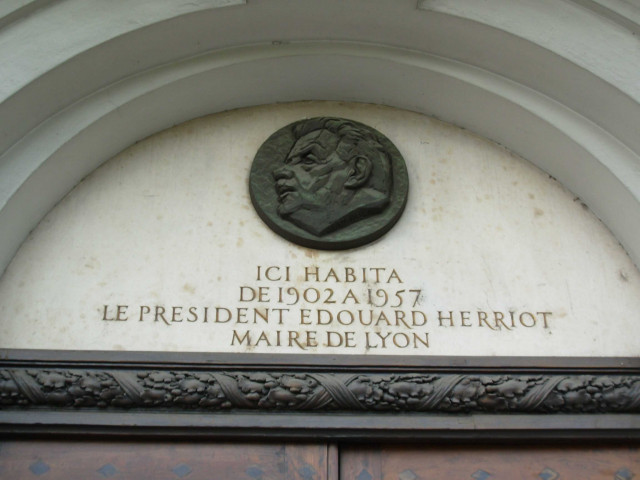 ICI HABITA
DE 1902 A 1957
LE PRESIDENT EDOUARD HERRIOT
MAIRE DE LYON